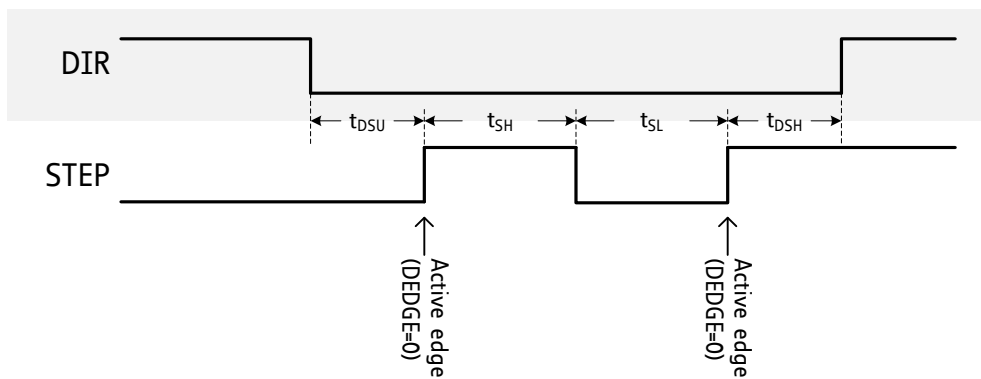 DIR
tDSU
tSH
tSL
tDSH
STEP
Active edge
(DEDGE=0)
Active edge
(DEDGE=0)